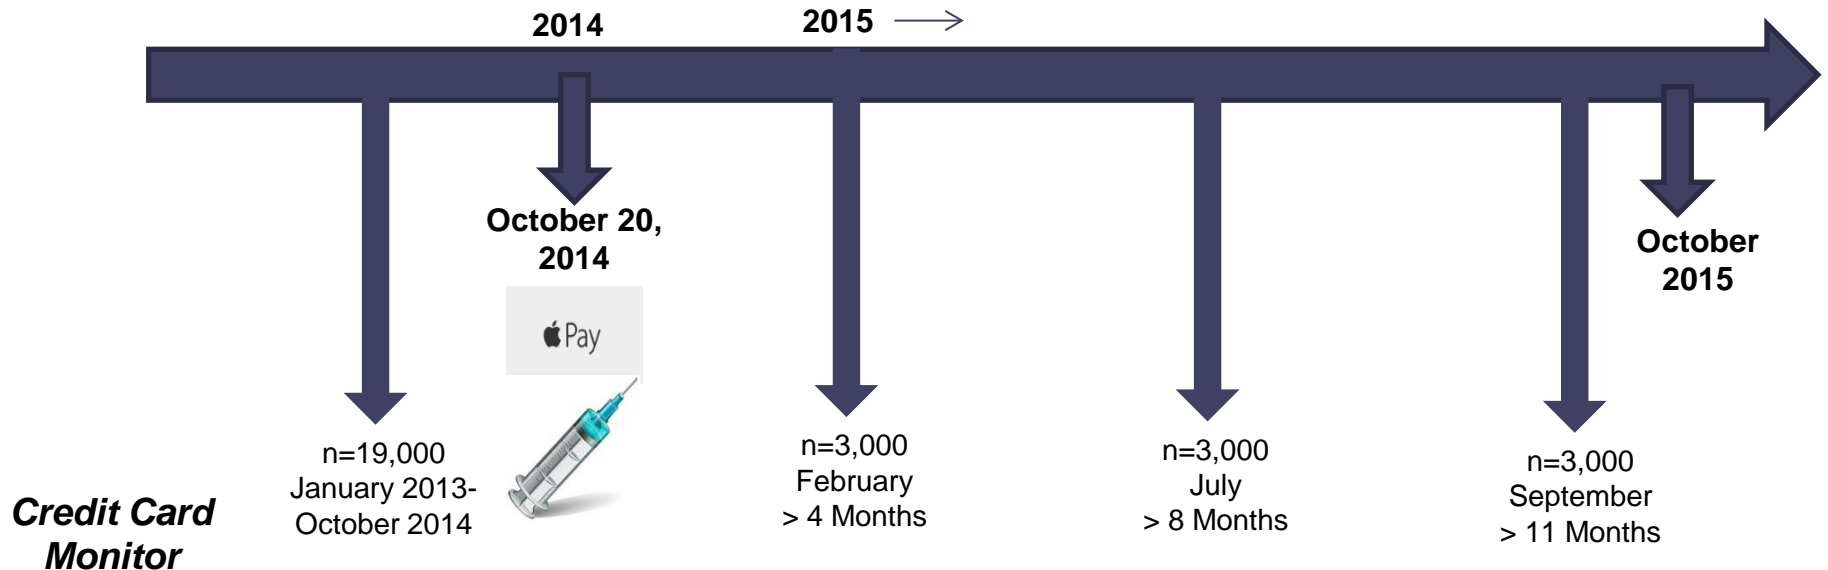 2014
2015
October 20,
2014
Pay
October
2015
n=19,000
January 2013-
October 2014
n=3,000
February
> 4 Months
n=3,000
July
> 8 Months
n=3,000
September
> 11 Months
Credit Card
Monitor